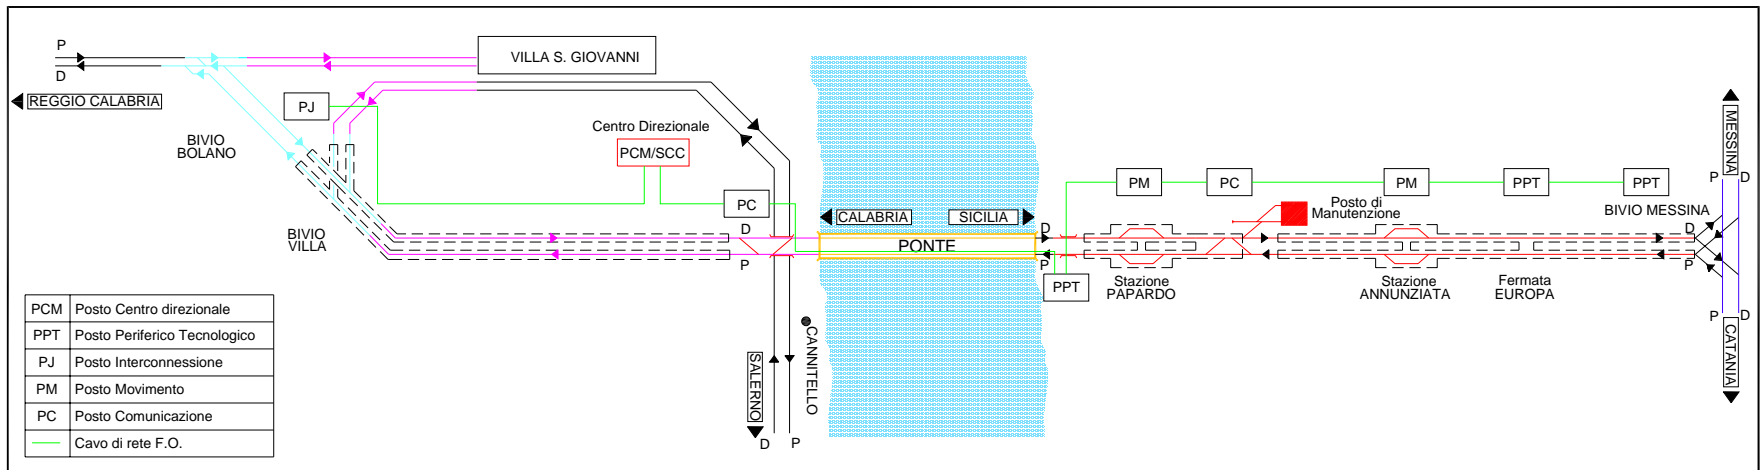 P
D
VILLA S. GIOVANNI
REGGIO CALABRIA
PJ
BIVIO
BOLANO
Centro Direzionale
PCM/SCC
PC
BIVIO
VILLA
D
P
CALABRIA
SICILIA
PONTE
D
P
PPT
PM
PC
PM
PPT
PPT
Posto di
Manutenzione
Stazione
PAPARDO
Stazione
ANNUNZIATA
Fermata
EUROPA
BIVIO MESSINA
D
P
MESSINA
P
D
P
D
CATANIA
CANNITELLO
SALERNO
D
P
PCM Posto Centro direzionale
PPT Posto Periferico Tecnologico
PJ Posto Interconnessione
PM Posto Movimento
PC Posto Comunicazione
Cavo di rete F.O.